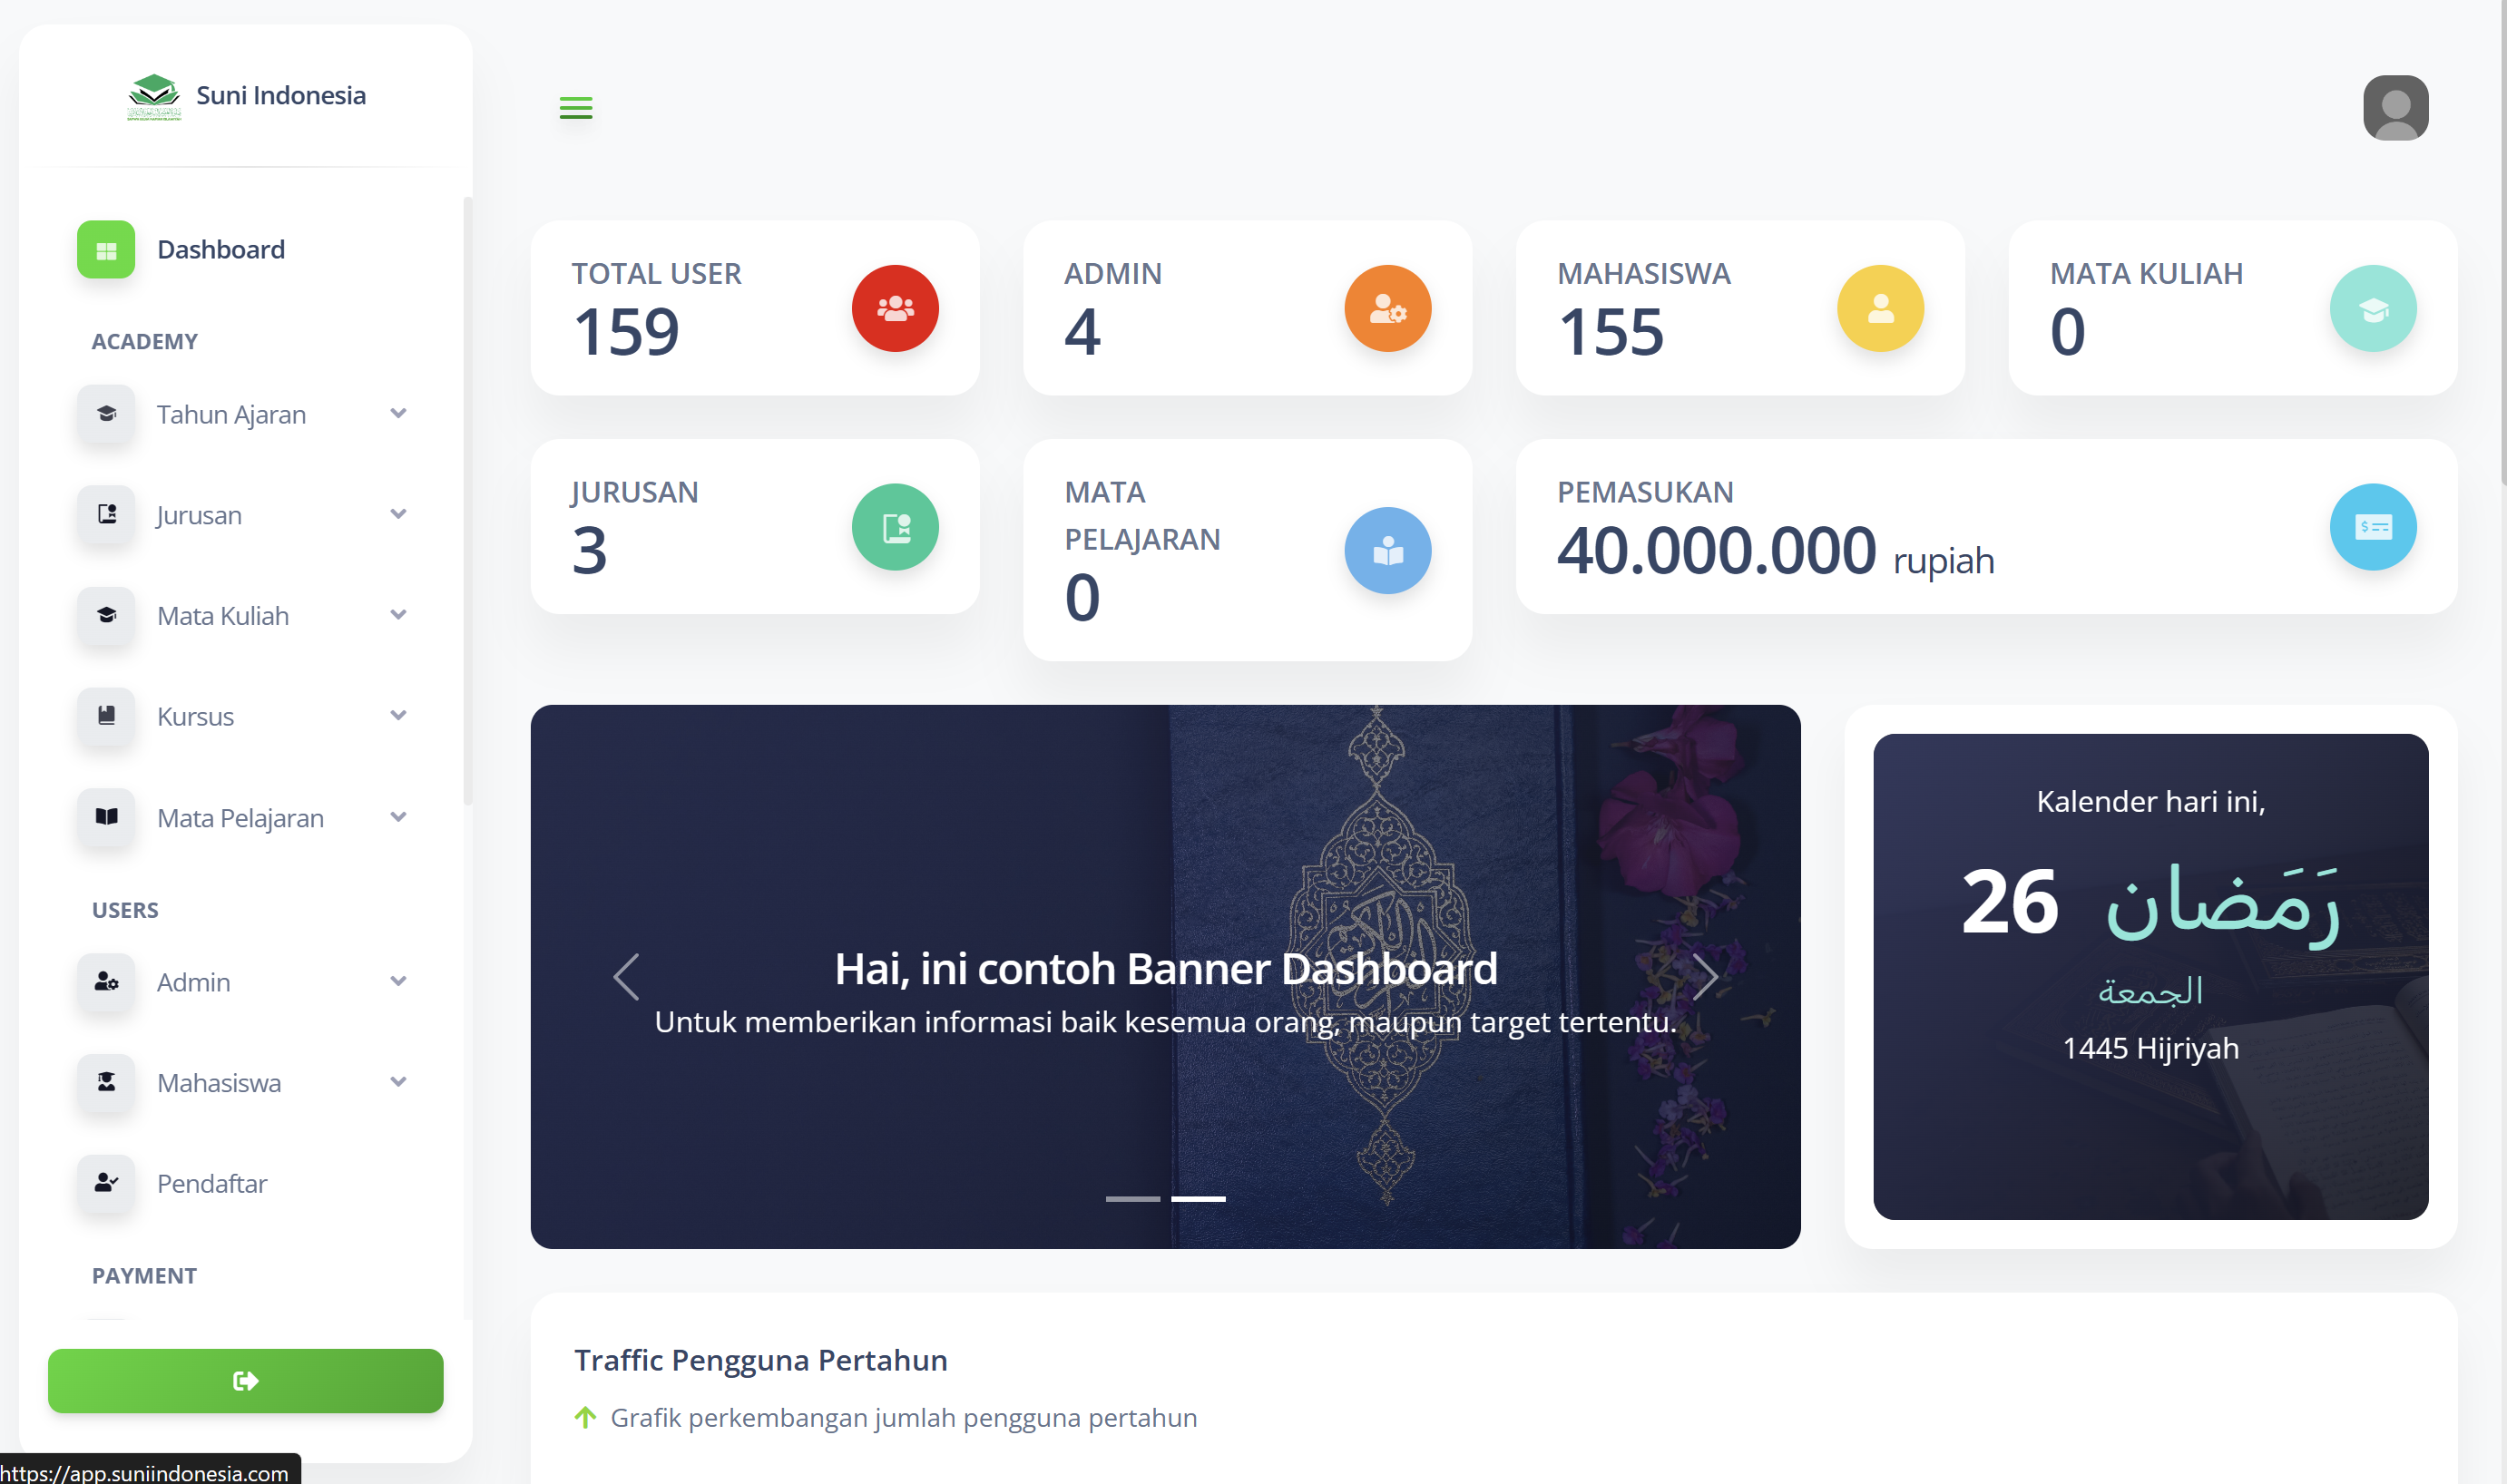 Suni Indonesia
Dashboard
ACADEMY
Tahun Ajaran
Jurusan
Mata Kuliah
Kursus
Mata Pelajaran
USERS
Admin
Mahasiswa
Pendaftar
PAYMENT
https://app.suniindonesia.com
TOTAL USER
159
ADMIN
4
MAHASISWA
155
MATA KULIAH
0
JURUSAN
3
MATA
PELAJARAN
0
PEMASUKAN
40.000.000 rupiah
Hai, ini contoh Banner Dashboard
Untuk memberikan informasi baik kesemua orang, maupun target tertentu.
Kalender hari ini,
26 رَمَضان
الجمعة
1445 Hijriyah
Traffic Pengguna Pertahun
Grafik perkembangan jumlah pengguna pertahun